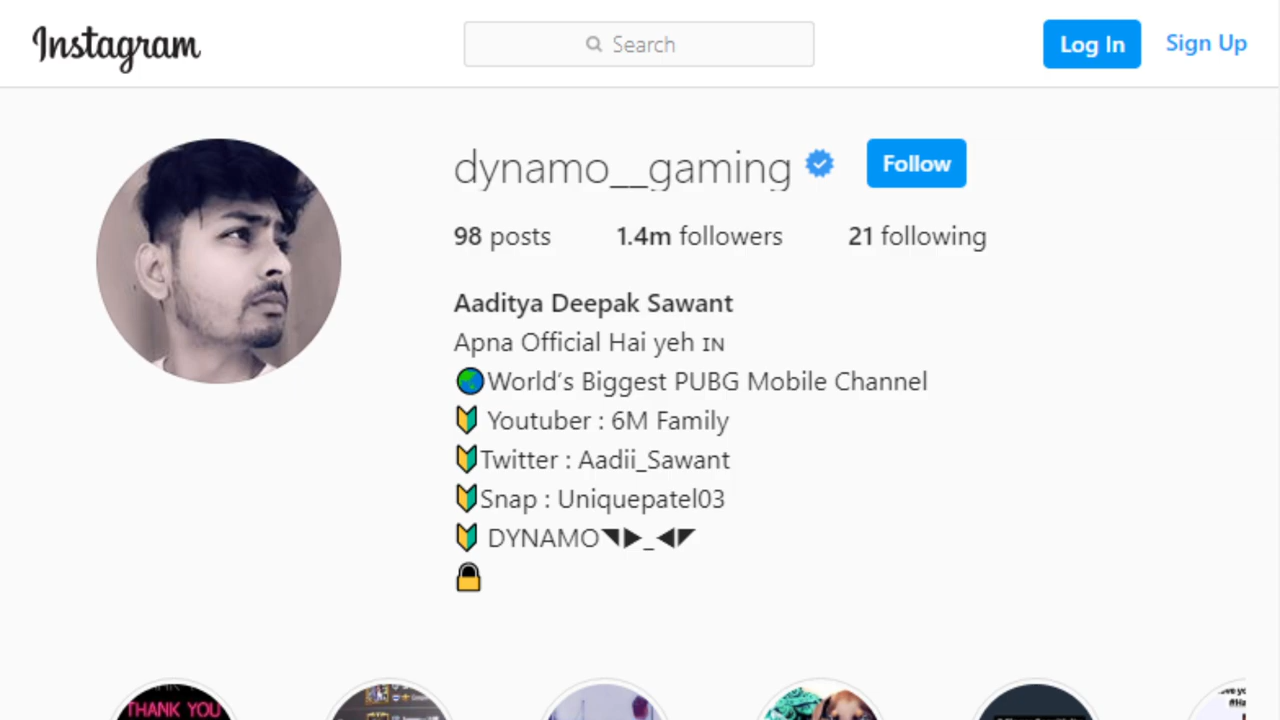 Instagram
Search
Log In
Sign Up
dynamo__gaming
Follow
98 posts
1.4m followers
21 following
Aaditya Deepak Sawant
Apna Official Hai yeh ɪɴ
🌏World's Biggest PUBG Mobile Channel
🔰 Youtuber : 6M Family
🔰Twitter : Aadii_Sawant
🔰Snap : Uniquepatel03
🔰 DYNAMO◥▶_◀◤
🔒
THANK YOU